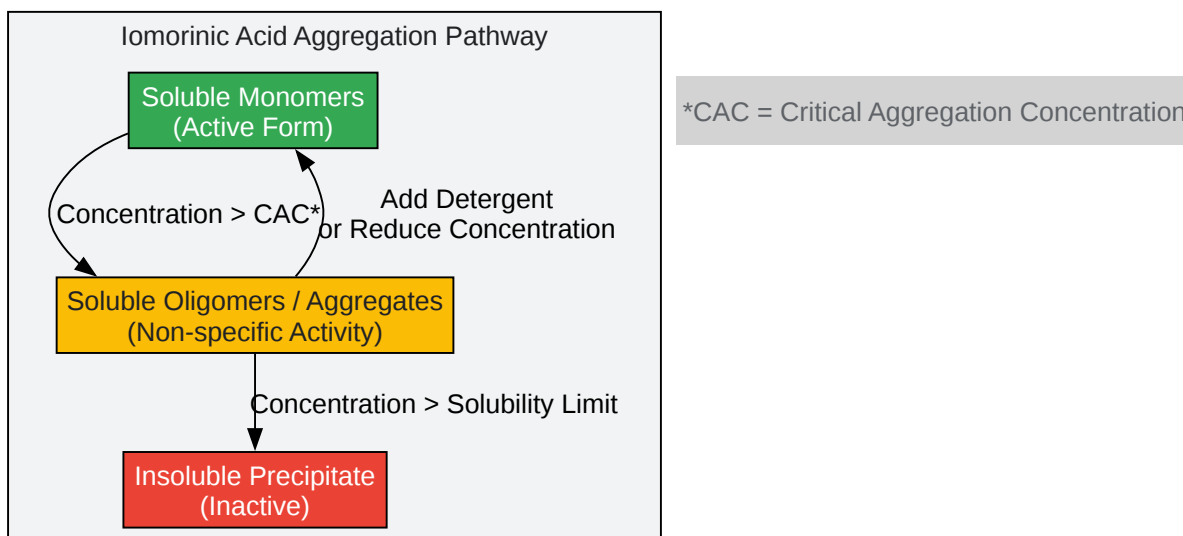 Iomorinic Acid Aggregation Pathway
Soluble Monomers
(Active Form)
*CAC = Critical Aggregation Concentration
Concentration > CAC*
Add Detergent
or Reduce Concentration
Soluble Oligomers / Aggregates
(Non-specific Activity)
Concentration > Solubility Limit
Insoluble Precipitate
(Inactive)